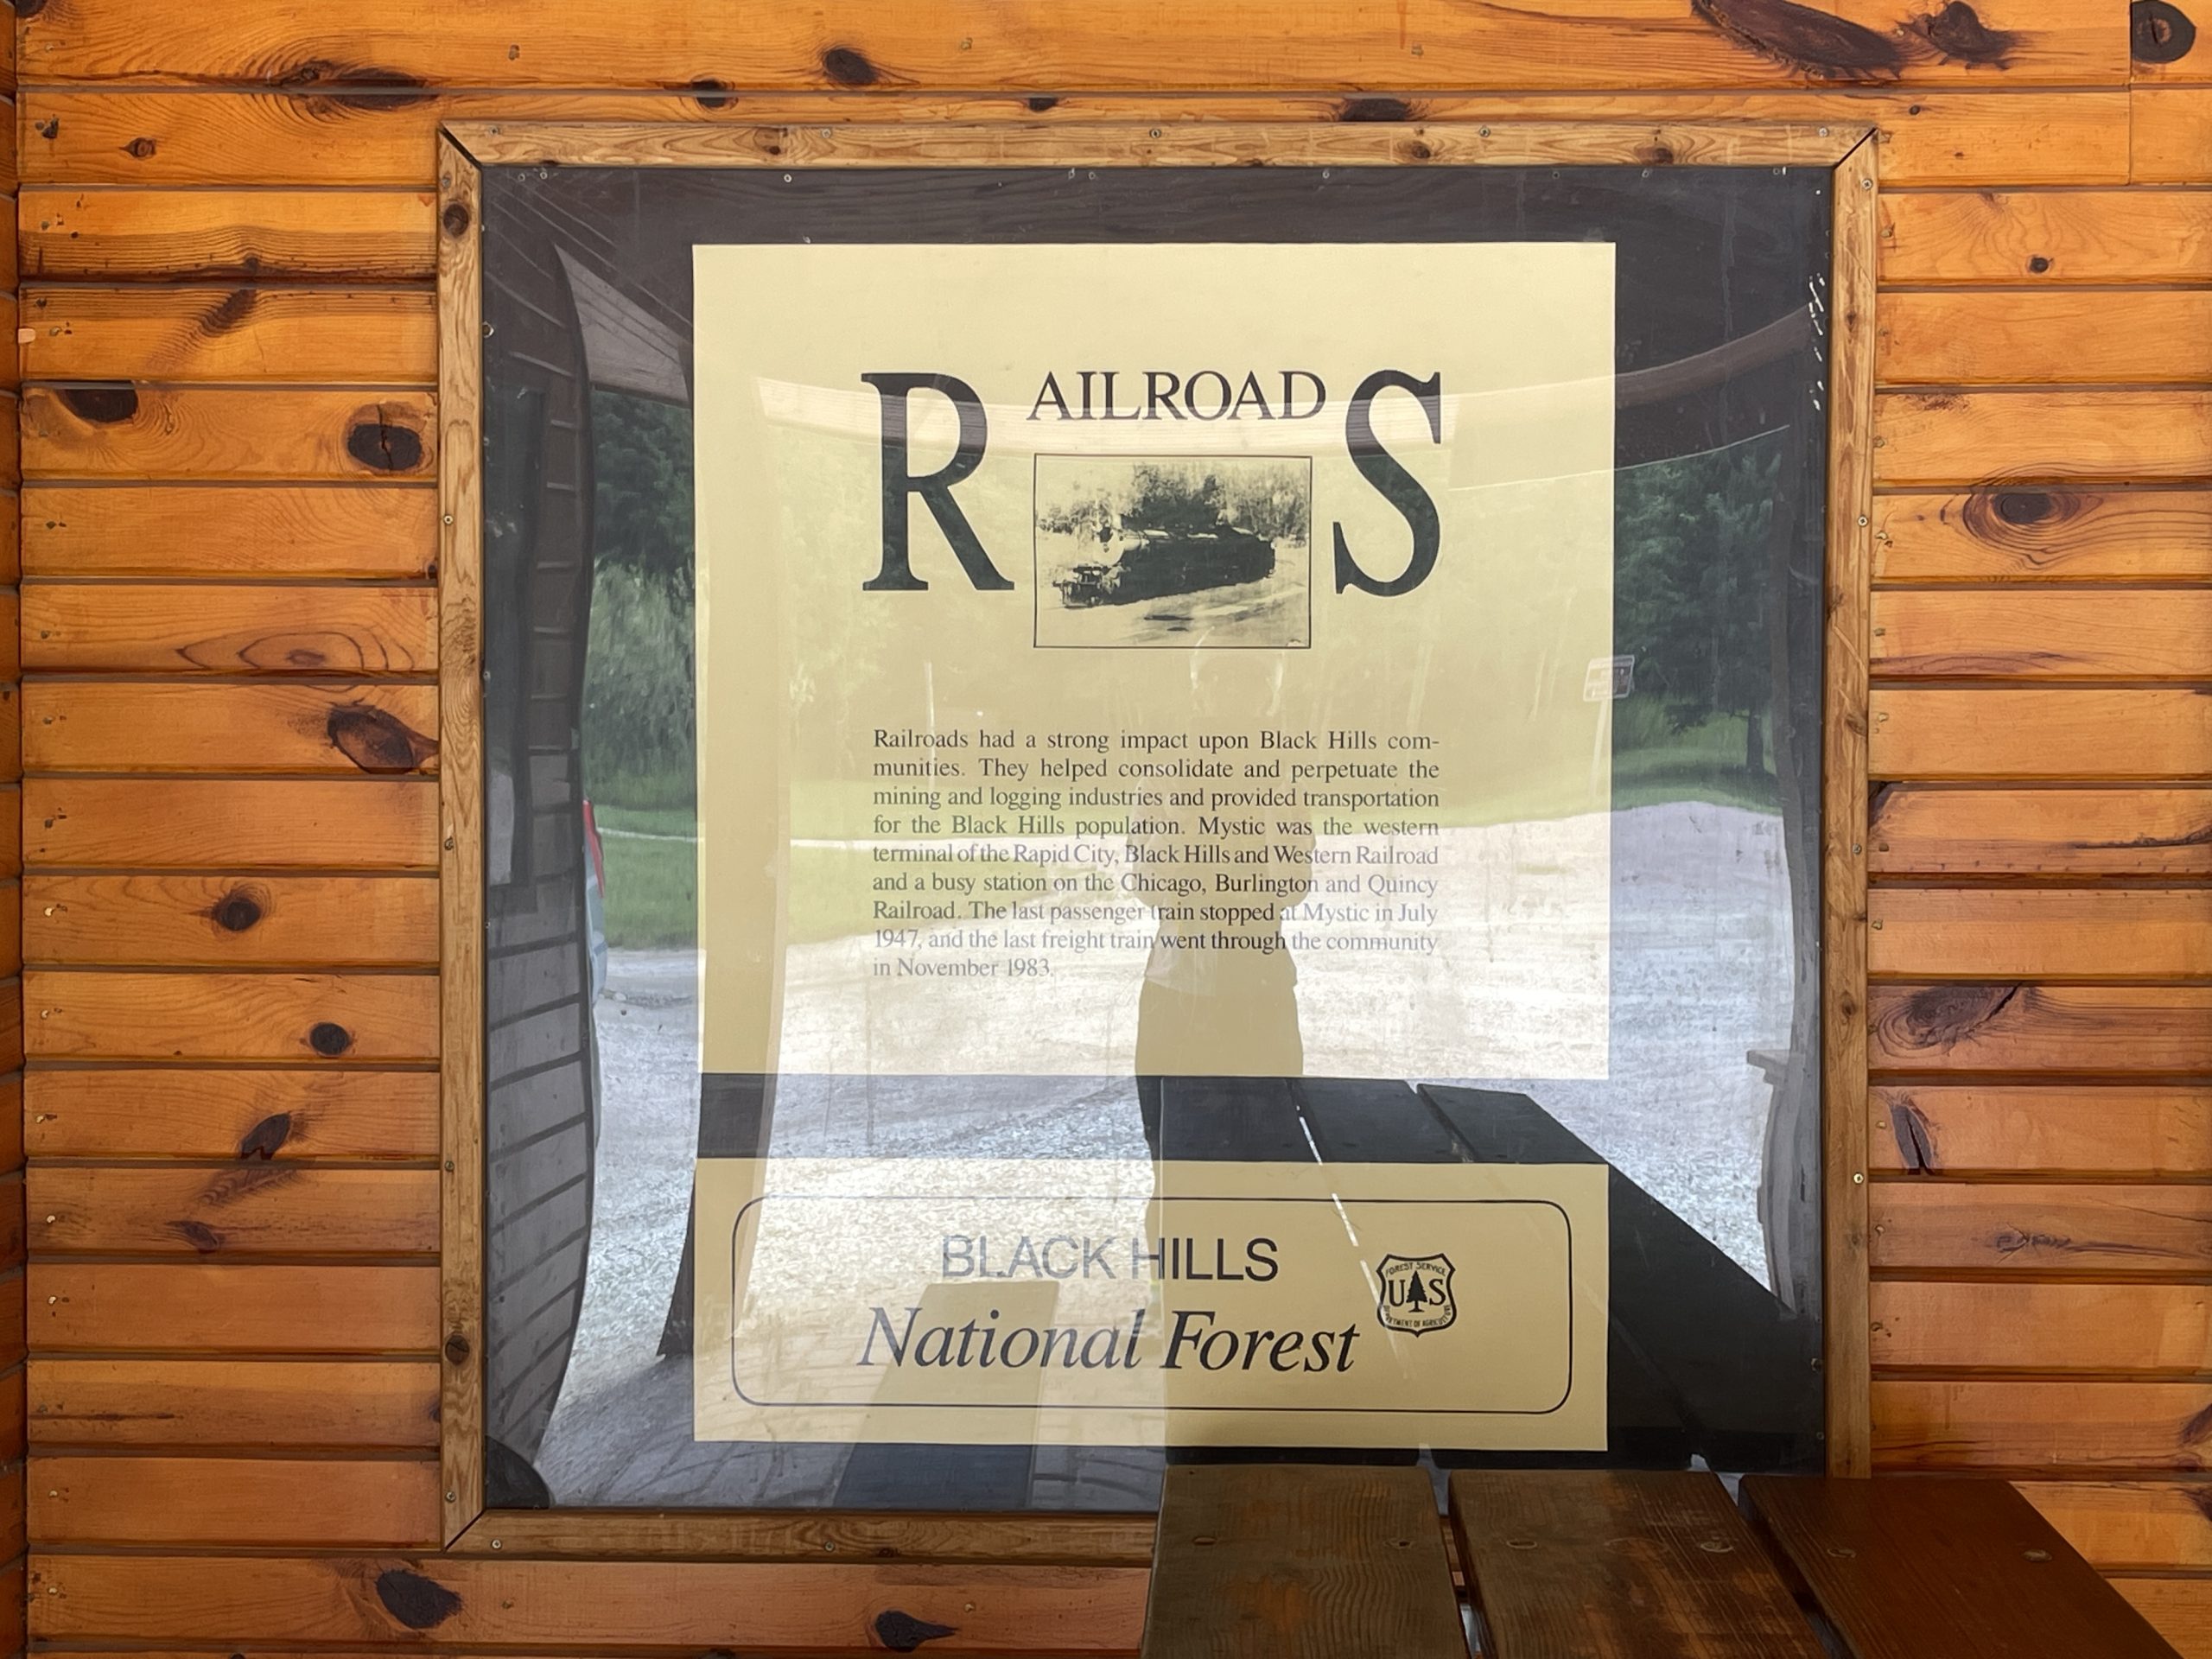 RAILROADS
Railroads had a strong impact upon Black Hills com-
munities. They helped consolidate and perpetuate the
mining and logging industries and provided transportation
for the Black Hills population. Mystic was the western
terminal of the Rapid City, Black Hills and Western Railroad
and a busy station on the Chicago, Burlington and Quincy
Railroad. The last passenger train stopped at Mystic in July
1947, and the last freight train went through the community
in November 1983.
BLACK HILLS
National Forest
FOREST SERVICE
U S
DEPARTMENT OF AGRICULTURE